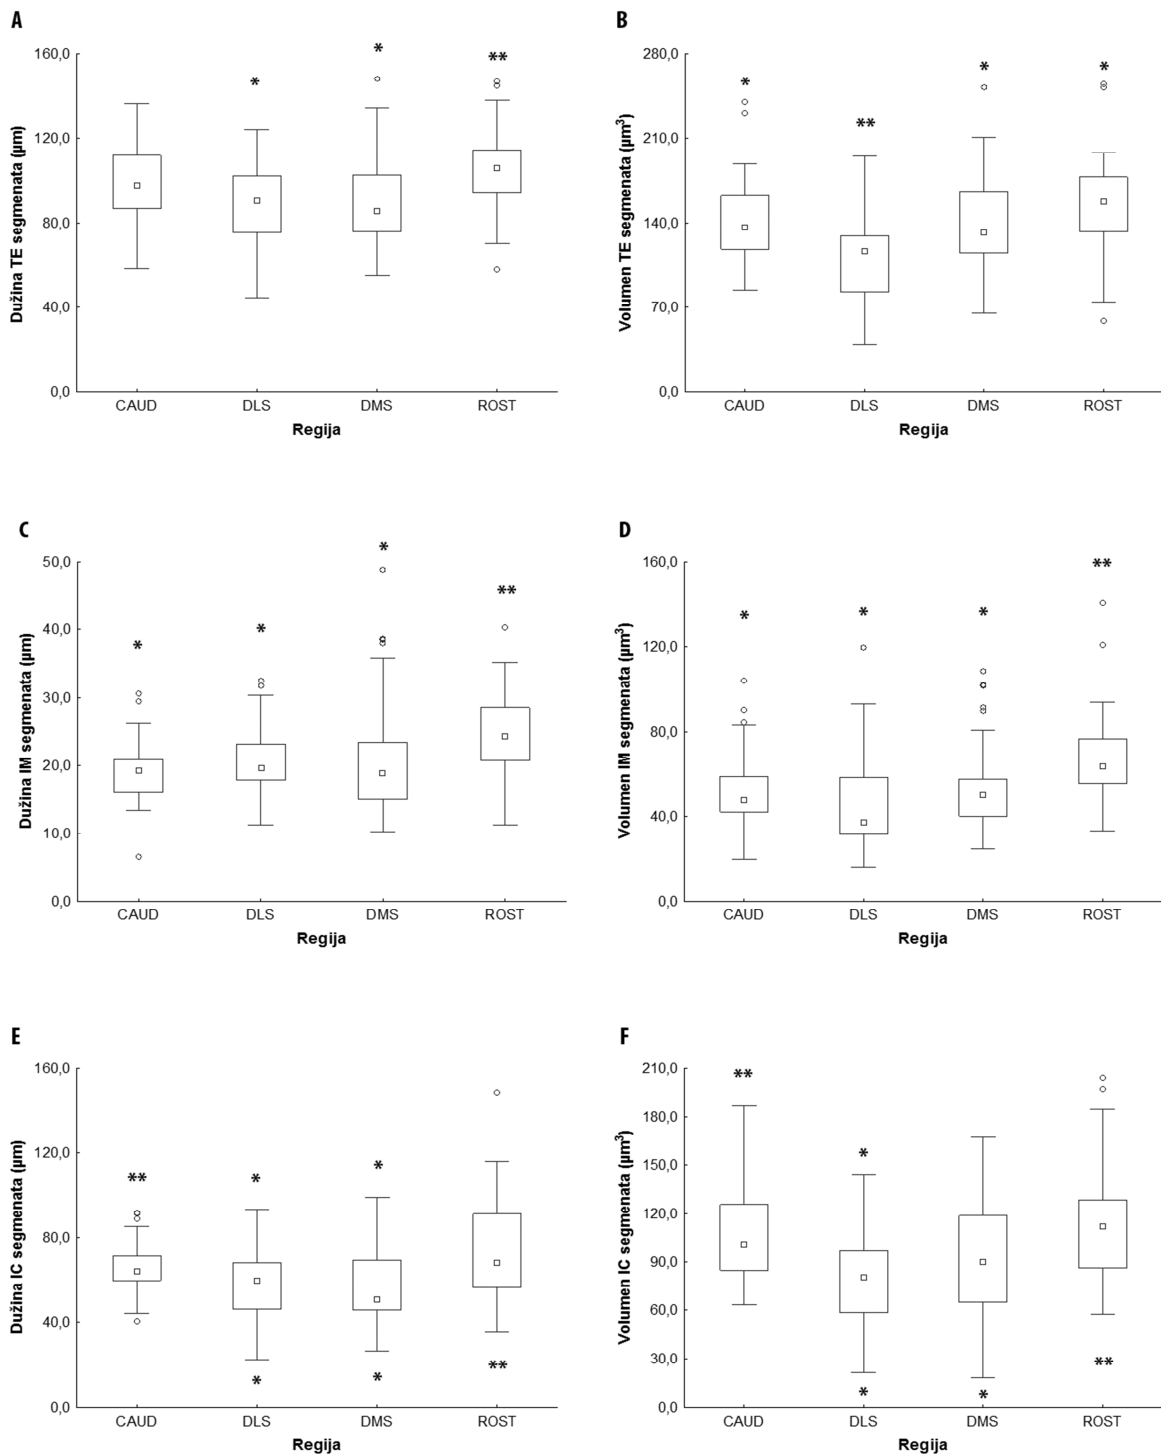 A
Dužina TE segmenata (µm)
160,0
120,0
80,0
40,0
0,0
*
*
**
CAUD DLS DMS ROST
Regija
B
Volumen TE segmenata (µm³)
280,0
210,0
140,0
70,0
0,0
*
**
*
*
CAUD DLS DMS ROST
Regija
C
Dužina IM segmenata (µm)
50,0
40,0
30,0
20,0
10,0
0,0
*
*
*
**
CAUD DLS DMS ROST
Regija
D
Volumen IM segmenata (µm³)
160,0
120,0
80,0
40,0
0,0
*
*
*
**
CAUD DLS DMS ROST
Regija
E
Dužina IC segmenata (µm)
160,0
120,0
80,0
40,0
0,0
**
*
*
*
*
**
CAUD DLS DMS ROST
Regija
F
Volumen IC segmenata (µm³)
210,0
180,0
150,0
120,0
90,0
60,0
30,0
0,0
**
*
*
*
**
CAUD DLS DMS ROST
Regija